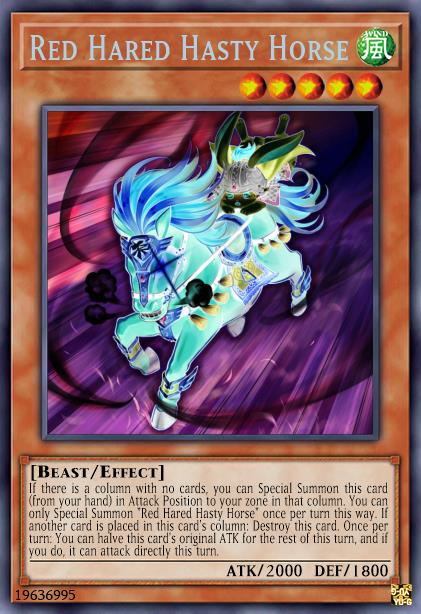 RED HARED HASTY HORSE
WIND
風
[BEAST/EFFECT]
If there is a column with no cards, you can Special Summon this card
(from your hand) in Attack Position to your zone in that column. You can
only Special Summon "Red Hared Hasty Horse" once per turn this way. If
another card is placed in this card's column: Destroy this card. Once per
turn: You can halve this card's original ATK for the rest of this turn, and if
you do, it can attack directly this turn.
ATK/2000 DEF/1800
19636995